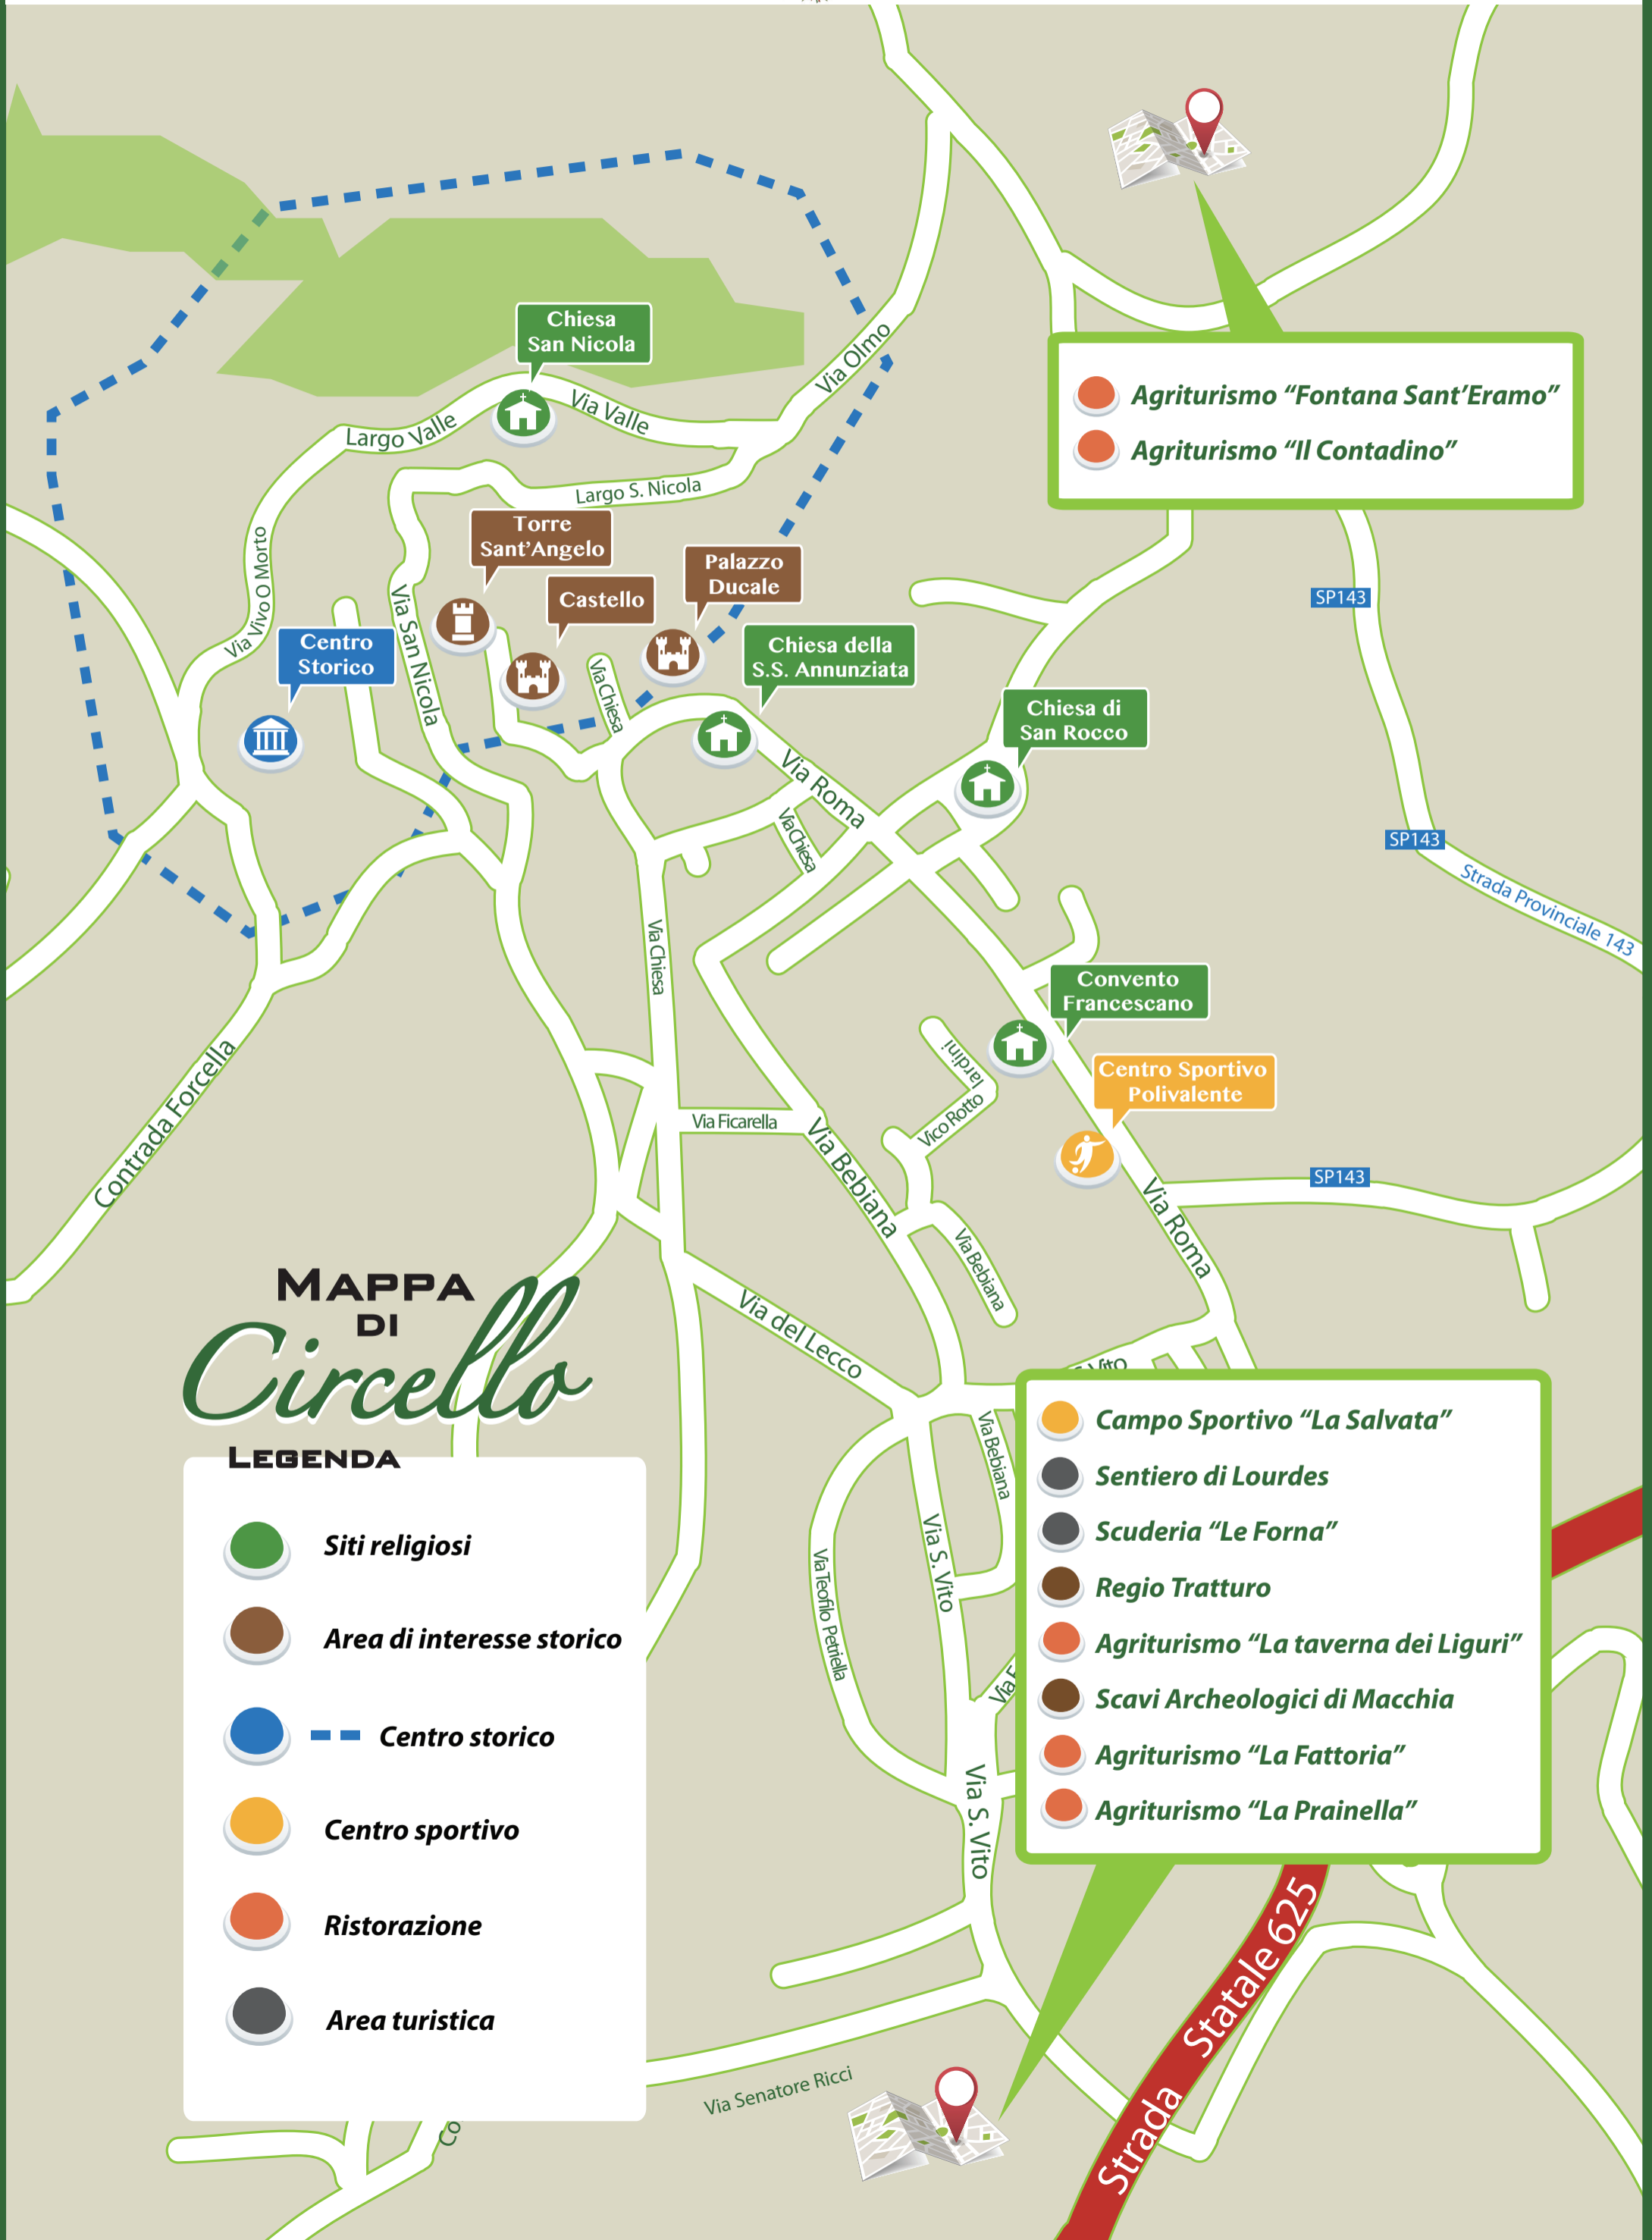 Chiesa
San Nicola
Via Olmo
Via Valle
Largo Valle
Largo S. Nicola
Agriturismo “Fontana Sant’Eramo”
Agriturismo “Il Contadino”
Torre
Sant’Angelo
Castello
Palazzo
Ducale
Via Vivo O Morto
Via San Nicola
Centro
Storico
Via Chiesa
Chiesa della
S.S. Annunziata
Chiesa di
San Rocco
SP143
SP143
Strada Provinciale 143
Via Roma
Via Chiesa
Via Chiesa
Convento
Francescano
Centro Sportivo
Polivalente
Iardini
Vico Rotto
Via Ficarella
Via Bebiana
Contrada Forcella
SP143
Via Roma
Via Bebiana
Via del Lecco
Mappa
di
Circello
Legenda
Siti religiosi
Area di interesse storico
Centro storico
Centro sportivo
Ristorazione
Area turistica
Vito
Via Bebiana
Via S. Vito
Via Teofilo Petriella
Via
Via S. Vito
Campo Sportivo “La Salvata”
Sentiero di Lourdes
Scuderia “Le Forna”
Regio Tratturo
Agriturismo “La taverna dei Liguri”
Scavi Archeologici di Macchia
Agriturismo “La Fattoria”
Agriturismo “La Prainella”
Strada Statale 625
Via Senatore Ricci
Co